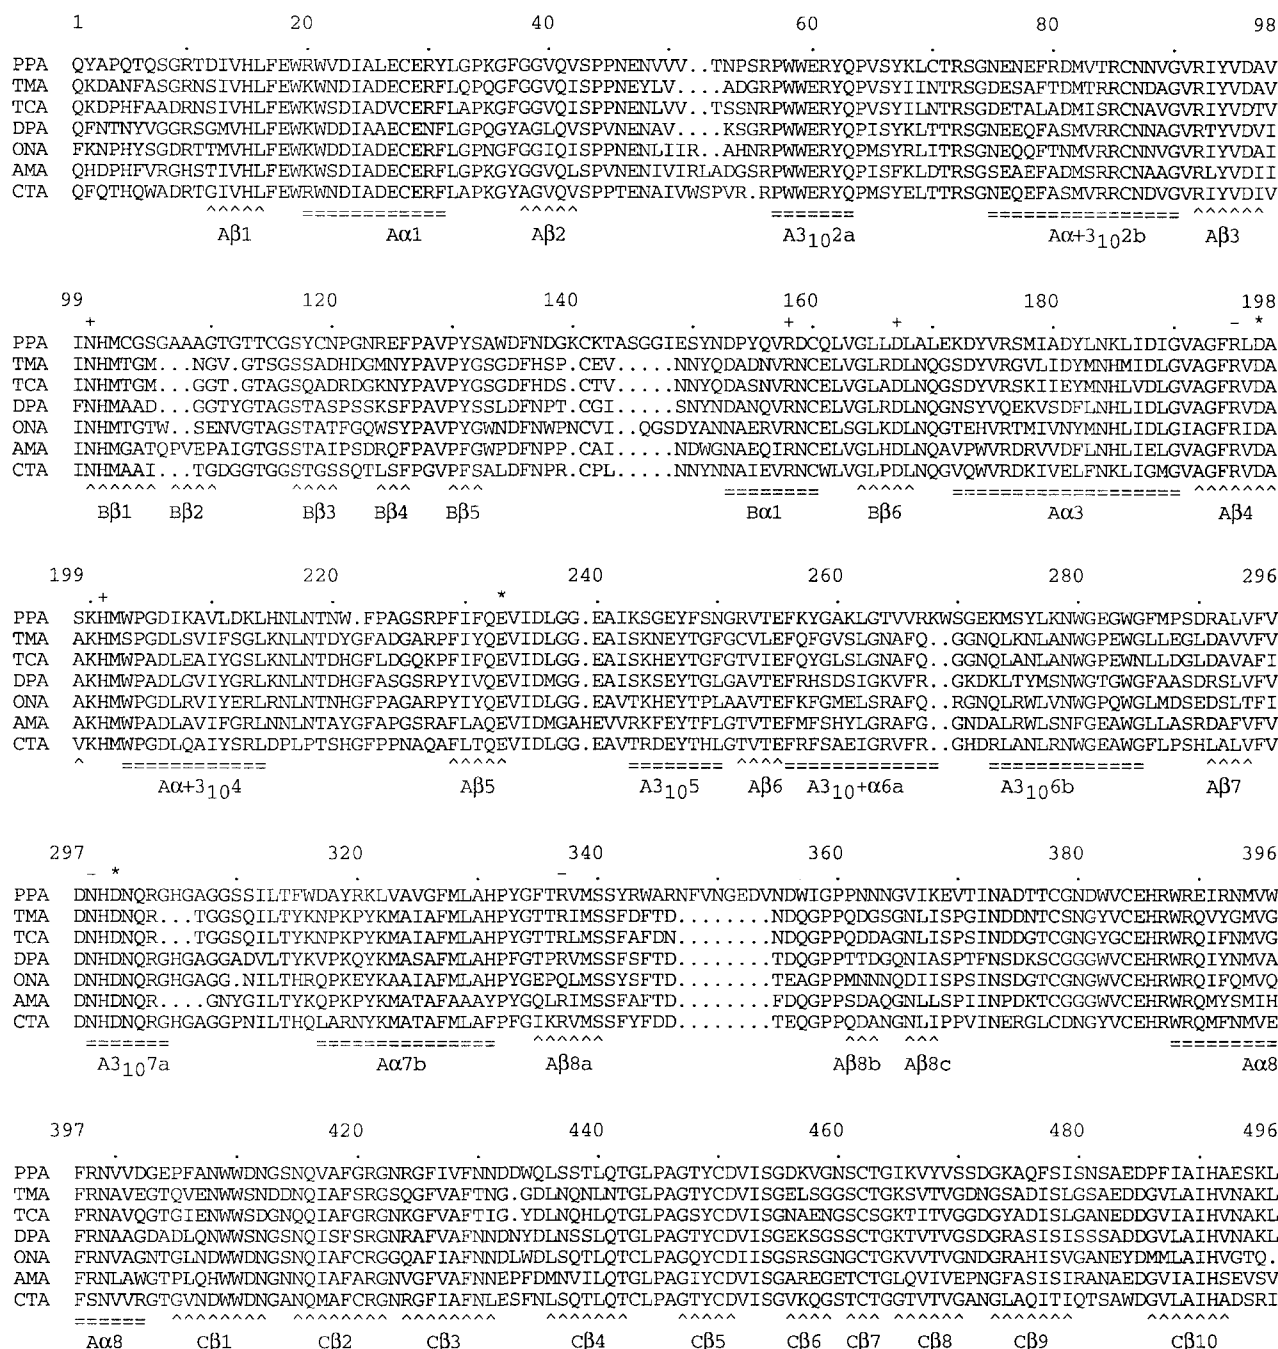 1 20 40 60 80 98
PPA QYAPQTQSGRTDIVHLFEWRWVDIALECERYLGPKGFGGVQVSPPNENVVV..TNPSRPWWERYQPVSYKLCTRSGNENEFRDMVTRCNNVGVRIYVDAV
TMA QKDANFASGRNSIVHLFEWKWNDIADECERFLQPQGFGGVQISPPNEYLV...ADGRPWWERYQPVSYIINTRSGDESAFTDMTRRCNDAGVRIYVDAV
TCA QKDPHFAADRNSIVHLFEWKWSDIADVCERFLAPKGFGGVQISPPNENLVV..TSSNRPWWERYQPVSYILNTRSGDETALADMISRCNAVGVRIYVDTV
DPA QFNTNYVGGRSGMVHLFEWKWDDIAAECENFLGPQGYAGLQVSPVNENAV....KSGRPWWERYQPISYKLTTRSGNEEQFASMVRRCNNAGVRTYVDVI
ONA FKNPHYSGDRTTMVHLFEWKWDDIADECERFLGPNGFGGIQISPPNENLIIR..AHNRPWWERYQPMSYRLITRSGNEQQFTNMVRRCNNVGVRIYVDAI
AMA QHDPHFVRGHSTIVHLFEWKWDDIADECERFLGPKGYGGVQLSPVNENIVIRLADGSRPWWERYQPISFKLDTRSGSEAEFADMVRRCNAAGVRLYVDII
CTA QFQTHQWADRTGIVHLFEWRWNDIADECERFLAPKGYAGVQVSPPTENAIVWSPVR.RPWWERYQPMSYELTTRSGNEQEFASMVRRCNDVGVRIYVDIV
^^^^^ ============ ^^^^^ ======= ================ ^^^^^^
Aβ1 Aα1 Aβ2 A3₁₀2a Aα+3₁₀2b Aβ3
99 120 140 160 180 198
+ + + - *
PPA INHMCGSGAAAGTGTTCGSYCNPGNREFPAVPYSAWDFNDGKCKTASGGIESYNDPYQVRDCQLVGLLDLALEKDYVRSMIADYLNKLIDIGVAGFRLDA
TMA INHMTGM...NGV.GTSGSSADHDGMNYPAVPYGSGDFHSP.CEV.....NNYQDADNVRNCELVGLRDLNQGSDYVRGVLIDYMNHMIDLGVAGFRVDA
TCA INHMTGM...GGT.GTAGSQADRDGKNYPAVPYGSGDFHDS.CTV.....NNYQDASNVRNCELVGLADLNQGSDYVRSKIIEYMNHLVDLGVAGFRVDA
DPA FNHMAAD...GGTYGTAGSTASPSSKSFPAVPYSSLDFNPT.CGI.....SNYNDANQVRNCELSGLRDLNQGNSYVQEKVSDFLNHLIDLGVAGFRVDA
ONA INHMTGTW..SENVGTAGSTATFGQWSYPAVPYGWNDFNWPNCVI..QGSDYANNAERVRNCELSGLKDLNQGTEHVRTMIVNYMNHLIDLGIAGFRIDA
AMA INHMGATQPVEPAIGTGSSTAIPSDRQFPAVPFGWPDFNPP.CAI.....NDWGNAEQIRNCELVGLHDLNQAVPWVRDRVVDFLNHLIELGVAGFRVDA
CTA INHMAAI...TGDGGTGGSSTGSSQTLSFPGVPFSALDFNPR.CPL.....NNYNNAIEVRNCWLVGLPDLNQGVQWVRDKIVELFNKLIGMGVAGFRVDA
^^^^^^ ^^^^ ^^^^ ^^^ ^^^ ======== ^^^^^ =================== ^^^^^^^
Bβ1 Bβ2 Bβ3 Bβ4 Bβ5 Bα1 Bβ6 Aα3 Aβ4
199 220 240 260 280 296
+ *
PPA SKHMWPGDIKAVLDKLHNLNTNW.FPAGSRPFIFQEVIDLGG.EAIKSGEYFSNGRVTEFKYGAKLGTVVRKWSGEKMSYLKNWGEGWGFMPSDRALVFV
TMA AKHMSPGDLSVIFSGLKNLNTDYGFADGARPFIYQEVIDLGG.EAISKNEYTGFGCVLEFQFGVSLGNAFQ..GGNQLKNLANWGPEWGLLEGLDAVVFV
TCA AKHMWPADLEAIYGSLKNLNTDHGFLDGQKPFIFQEVIDLGG.EAISKHEYTGFGTVIEFQYGLSLGNAFQ..GGNQLANLANWGPEWNLLDGLDAVAFI
DPA AKHMWPGDLSVIYGRLKNLNTDHGFASGSRPYIVQEVIDMGG.EAISKSEYTGLGAVTEFRHSDSIGKVFR..GKDKLTYMSNWGTGWGFAASDRSLVFV
ONA AKHMWPGDLRVIYERLRNLNTNHGFPAGARPYIYQEVIDLGG.EAVTKHEYTPLAAVTEFKFGMELSRAFQ..RGNQLRWLVNWGPQWGLMDSEDSLTFI
AMA AKHMWPADLAVIFGRLNNLNTAYGFAPGSRAFLAQEVIDMGAHEVVRKFEYTFLGTVTEFMFSHYLGRAFG..GNDALRWLSNFGEAWGLLASRDAFVFV
CTA VKHMWPGDLQAIYSRLDPLPTSHGFPPNAQAFLTQEVIDLGG.EAVTRDEYTHLGTVTEFRFSAEIGRVFR..GHDRLANLRNWGEAWGFLPSHLALVFV
^ ============ ^^^^^ ======== ^^^^ =============== ============= ^^^^
Aα+3₁₀4 Aβ5 A3₁₀5 Aβ6 A3₁₀+α6a A3₁₀6b Aβ7
297 320 340 360 380 396
- * -
PPA DNHDNQRGHGAGGSSILTFWDAYRKLVAVGFMLAHPYGFTRVMSSYRWARNFVNGEDVNDWIGPPNNNGVIKEVTINADTTCGNDWVCEHRWREIRNMVW
TMA DNHDNQR...TGGSQILTYKNPKPYKMAIAFMLAHPYGTTRIMSSFDFTD........NDQGPPQDGSGNLISPGINDDNTCSNGYVCEHRWRQVYGMVG
TCA DNHDNQR...TGGSQILTYKNPKPYKMAIAFMLAHPYGTTRLMSSFAFDN........NDQGPPQDDAGNLISPSINDDGTCGNGYGCEHRWRQIFNMVG
DPA DNHDNQRGHGAGGADVLTYKVPKQYKMASAFMLAHPFGTPRVMSSFSFTD........TDQGPPTTDGQNIASPTFNSDKSCGGGWVCEHRWRQIYNMVA
ONA DNHDNQRGHGAGG.NILTHRQPKEYKAAIAFMLAHPYGEPQLMSSYSFTD........TEAGPPMNNNQDIISPSINSDGTCGNGWVCEHRWRQIFQMVQ
AMA DNHDNQR...GNYGILTYKQPKPYKMATAFAAAYPYGQLRIMSSFAFTD........FDQGPPSDAQGNLLSPIINPDKTCGGGWVCEHRWRQMYSMIH
CTA DNHDNQRGHGAGGPNILTHQLARNYKMATAFMLAFPFGIKRVMSSFYFDD........TEQGPPQDANGNLIPPVINERGLCDNGYVCEHRWRQMFNMVE
======= =============== ^^^^^^ ^^^ ^^^ =========
A3₁₀7a Aα7b Aβ8a Aβ8b Aβ8c Aα8
397 420 440 460 480 496
PPA FRNVVDGEPFANWWDNGSNQVAFGRGNRGFIVFNNDDWQLSSTLQTGLPAGTYCDVISGDKVGNSCTGIKVYVSSDGKAQFSISNSAEDPFIAIHAESKL
TMA FRNAVEGTQVENWWSNDDNQIAFSRGSQGFVAFTNG.GDLNQNLNTGLPAGTYCDVISGELSGGSCTGKSVTVGDNGSADISLGSAEDDGVLAIHVNAKL
TCA FRNAVQGTGIENWWSDGNQQIAFGRGNKGFVAFTIG.YDLNQHLQTGLPAGSYCDVISGNAENGSCSGKTITVGGDGYADISLGANEDDGVIAIHVNAKL
DPA FRNAAGDADLQNWWSNGSNQISFSRGNRAFVAFNNDNYDLNSSLQTGLPAGTYCDVISGSKSGSSCTGKTVTVGSDGRASISISSSADDGVLAIHVNAKL
ONA FRNVAGNTGLNDWWDNGSNQIAFCRGGQAFIAFNNDLWDLSQTLQTCLPAGQYCDIISGSRSGNGCTGKVVTVGNDGRAHISVGANEYDMMLAIHVGTQ.
AMA FRNLAWGTPLQHWWDNGNNQIAFARGNVGFVAFNNEPFDMNVILQTGLPAGIYCDVISGAREGETCTGLQVIVEPNGFASISIRANAEDGVIAIHSEVSV
CTA FSNVVRGTGVNDWWDNGANQMAFCRGNRGFIAFNLESFNLSQTLQTCLPAGTYCDVISGVKQGSTCTGGTVTVGANGLAQITIQTSAWDGVLAIHADSRI
====== ^^^^^^^^ ^^^^^^^^ ^^^^^^^^ ^^^^^^^ ^^^^^^^ ^^^^ ^^^ ^^^^^^ ^^^^^^^ ^^^^^^^
Aα8 Cβ1 Cβ2 Cβ3 Cβ4 Cβ5 Cβ6 Cβ7 Cβ8 Cβ9 Cβ10